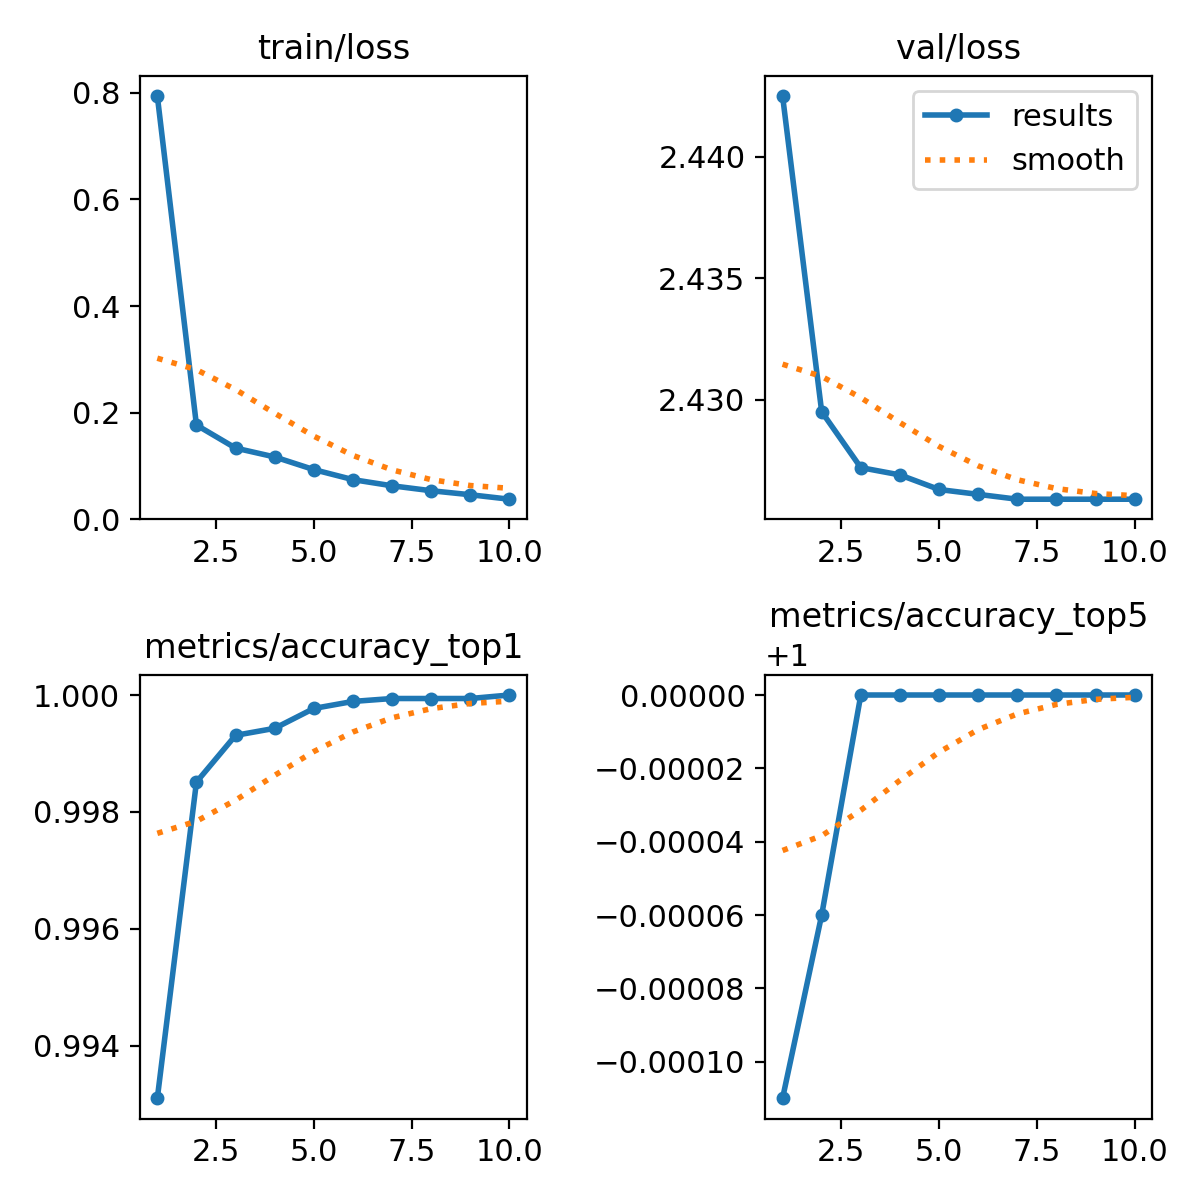 train/loss
0.8
0.6
0.4
0.2
0.0
2.5 5.0 7.5 10.0
val/loss
results
smooth
2.440
2.435
2.430
2.5 5.0 7.5 10.0
metrics/accuracy_top1
1.000
0.998
0.996
0.994
2.5 5.0 7.5 10.0
metrics/accuracy_top5
+1
0.00000
−0.00002
−0.00004
−0.00006
−0.00008
−0.00010
2.5 5.0 7.5 10.0